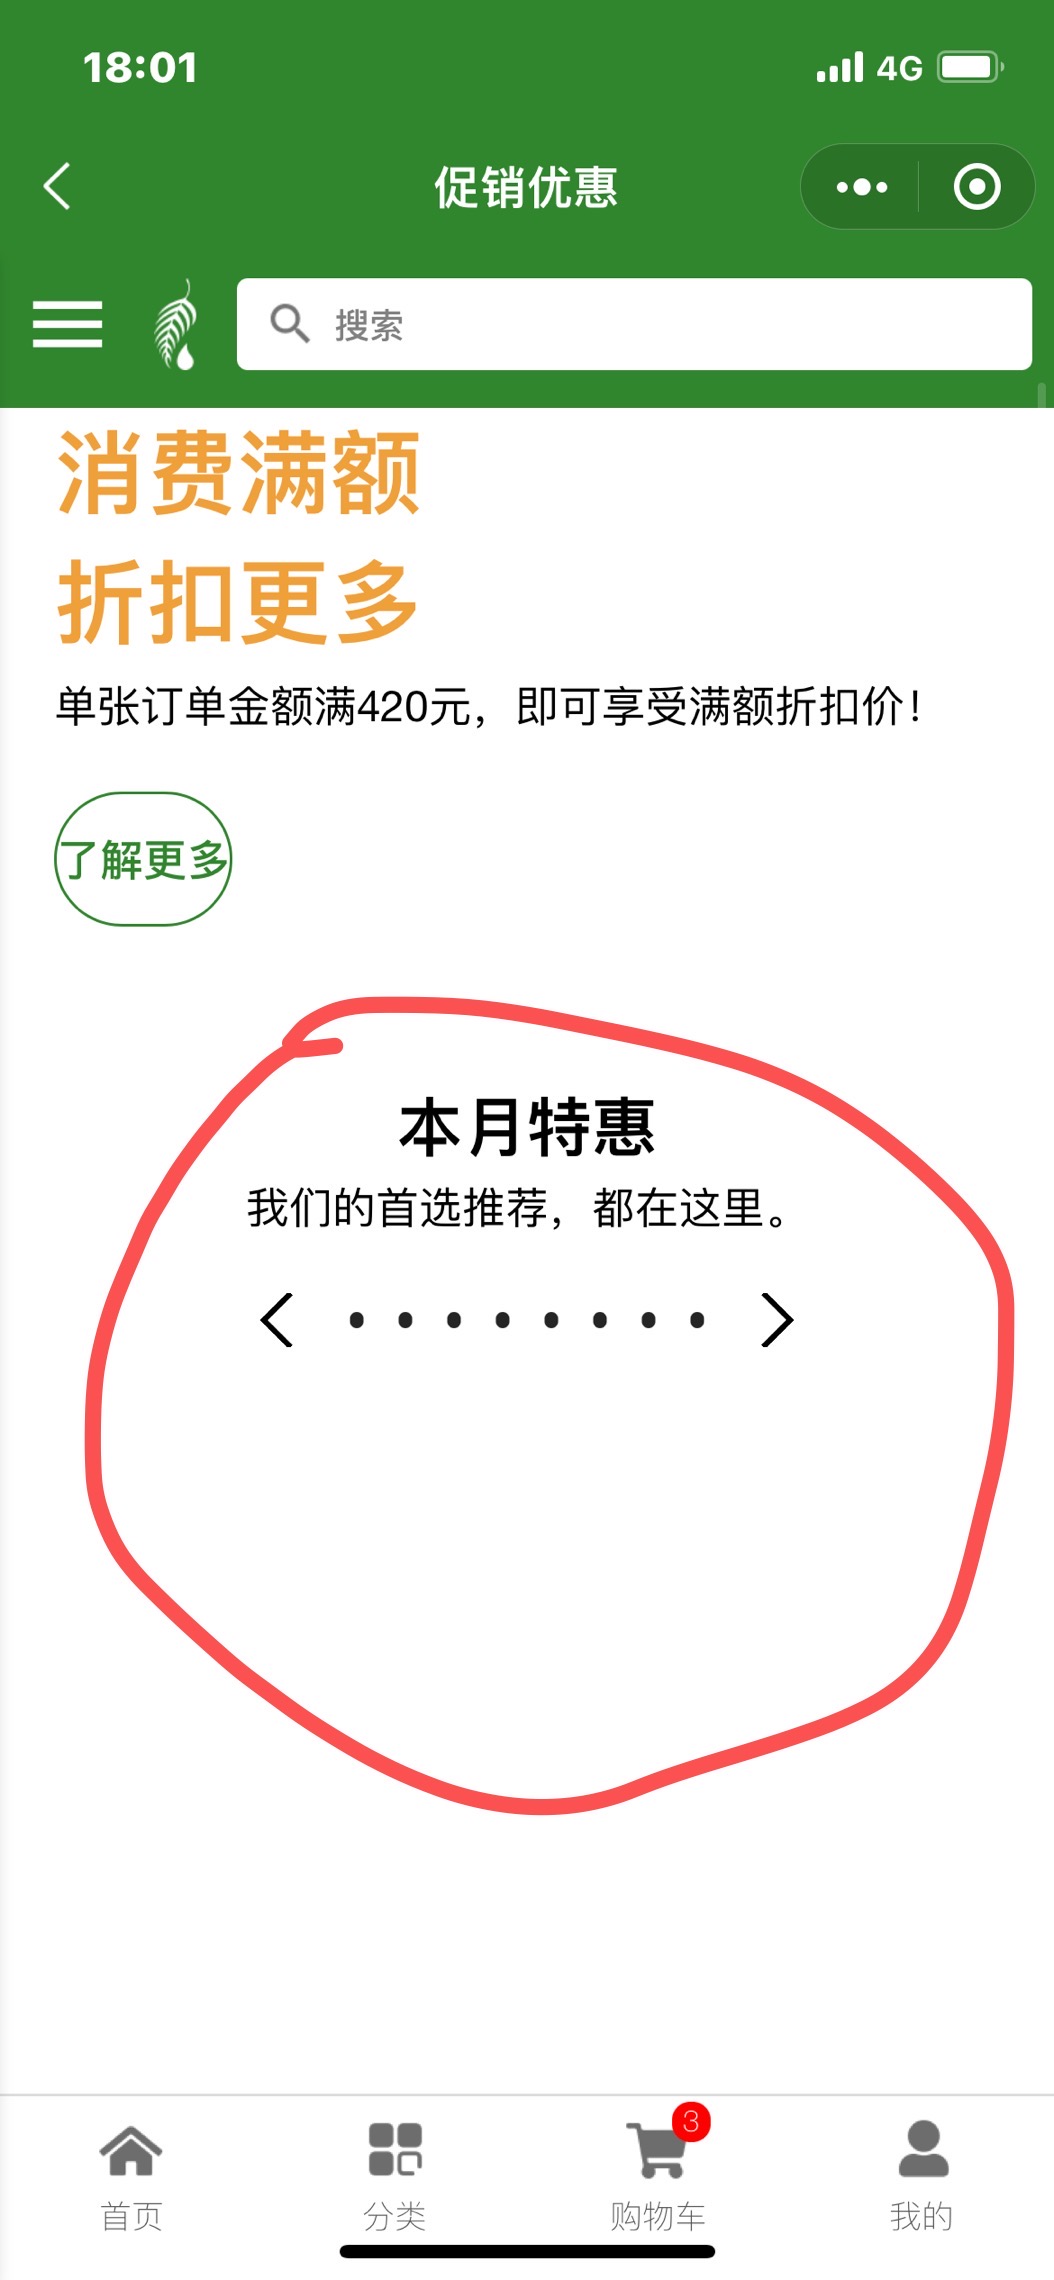 18:01
4G
促销优惠
搜索
消费满额
折扣更多
单张订单金额满420元，即可享受满额折扣价！
了解更多
本月特惠
我们的首选推荐，都在这里。
3
首页
分类
购物车
我的